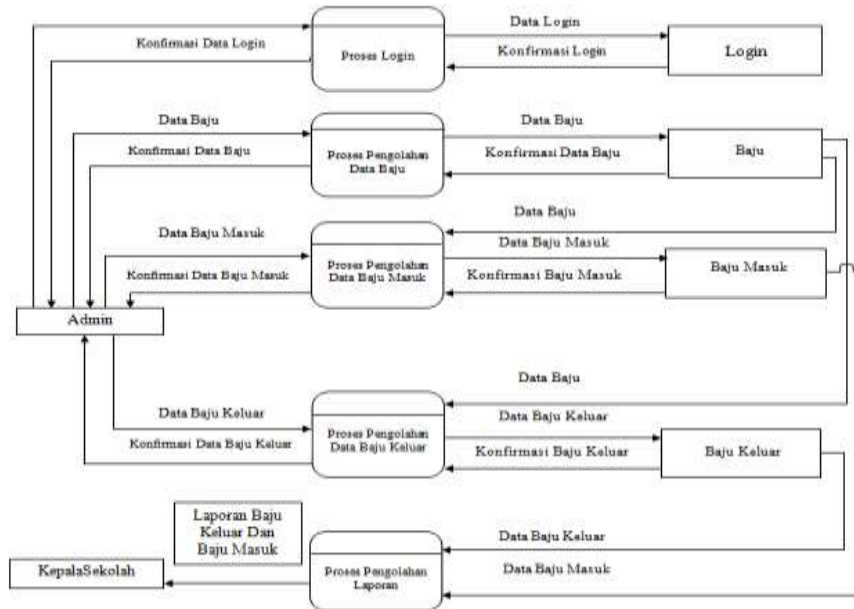 Data Login
Konfirmasi Data Login
Proses Login
Konfirmasi Login
Login
Data Baju
Data Baju
Konfirmasi Data Baju
Proses Pengolahan
Data Baju
Konfirmasi Data Baju
Baju
Data Baju
Data Baju Masuk
Data Baju Masuk
Konfirmasi Data Baju Masuk
Proses Pengolahan
Data Baju Masuk
Konfirmasi Baju Masuk
Baju Masuk
Admin
Data Baju
Data Baju Keluar
Data Baju Keluar
Konfirmasi Data Baju Keluar
Proses Pengolahan
Data Baju Keluar
Konfirmasi Baju Keluar
Baju Keluar
Laporan Baju
Keluar Dan
Baju Masuk
Data Baju Keluar
KepalaSekolah
Proses Pengolahan
Laporan
Data Baju Masuk